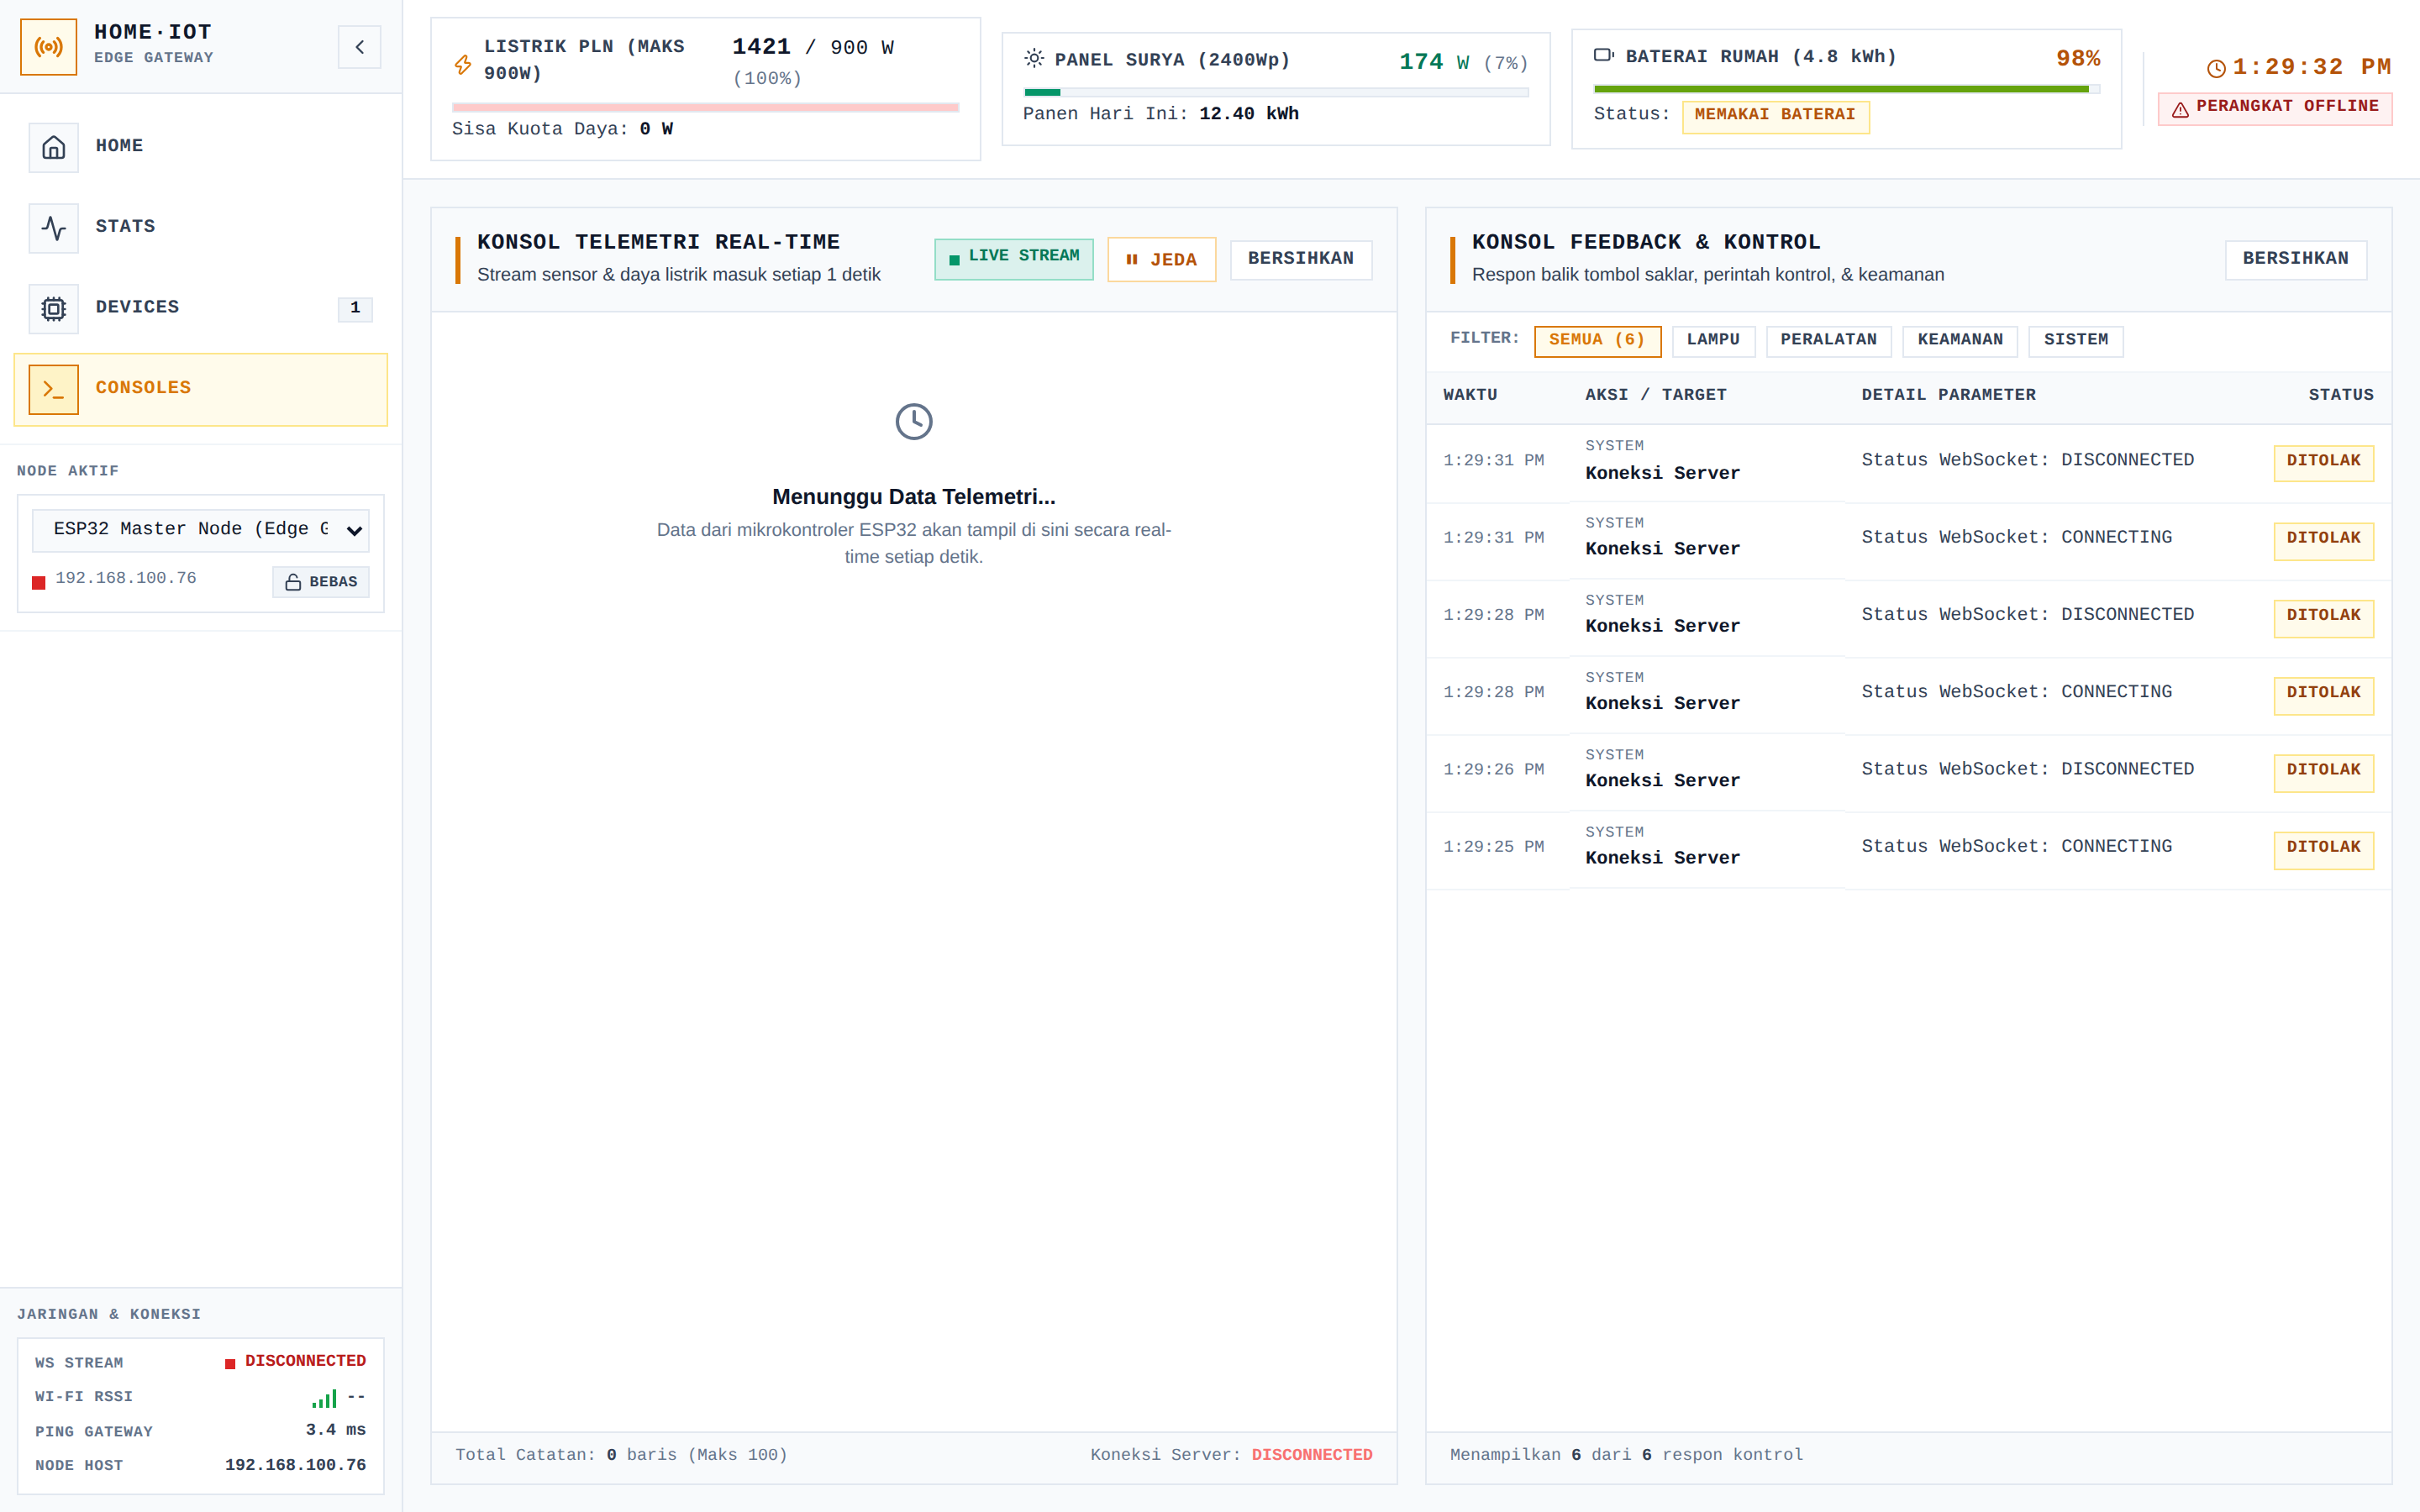 HOME·IOT
EDGE GATEWAY
HOME
STATS
DEVICES 1
CONSOLES
NODE AKTIF
ESP32 Master Node (Edge G
192.168.100.76 BEBAS
JARINGAN & KONEKSI
WS STREAM DISCONNECTED
WI-FI RSSI --
PING GATEWAY 3.4 ms
NODE HOST 192.168.100.76
LISTRIK PLN (MAKS 900W)
1421 / 900 W (100%)
Sisa Kuota Daya: 0 W
PANEL SURYA (2400Wp) 174 W (7%)
Panen Hari Ini: 12.40 kWh
BATERAI RUMAH (4.8 kWh) 98%
Status: MEMAKAI BATERAI
1:29:32 PM
PERANGKAT OFFLINE
KONSOL TELEMETRI REAL-TIME
Stream sensor & daya listrik masuk setiap 1 detik
LIVE STREAM JEDA BERSIHKAN
Menunggu Data Telemetri...
Data dari mikrokontroler ESP32 akan tampil di sini secara real-
time setiap detik.
Total Catatan: 0 baris (Maks 100) Koneksi Server: DISCONNECTED
KONSOL FEEDBACK & KONTROL
Respon balik tombol saklar, perintah kontrol, & keamanan
BERSIHKAN
FILTER: SEMUA (6) LAMPU PERALATAN KEAMANAN SISTEM
WAKTU AKSI / TARGET DETAIL PARAMETER STATUS
1:29:31 PM SYSTEM Koneksi Server Status WebSocket: DISCONNECTED DITOLAK
1:29:31 PM SYSTEM Koneksi Server Status WebSocket: CONNECTING DITOLAK
1:29:28 PM SYSTEM Koneksi Server Status WebSocket: DISCONNECTED DITOLAK
1:29:28 PM SYSTEM Koneksi Server Status WebSocket: CONNECTING DITOLAK
1:29:26 PM SYSTEM Koneksi Server Status WebSocket: DISCONNECTED DITOLAK
1:29:25 PM SYSTEM Koneksi Server Status WebSocket: CONNECTING DITOLAK
Menampilkan 6 dari 6 respon kontrol